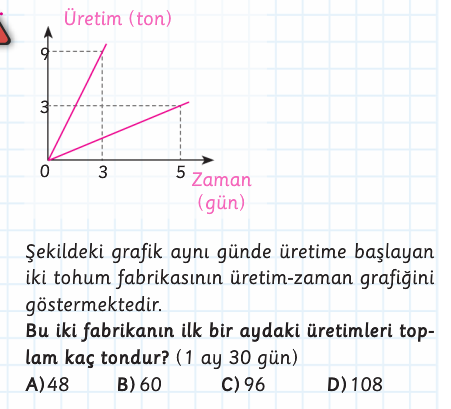 Üretim (ton)
9
3
0 3 5 Zaman
(gün)
Şekildeki grafik aynı günde üretime başlayan
iki tohum fabrikasının üretim-zaman grafiğini
göstermektedir.
Bu iki fabrikanın ilk bir aydaki üretimleri top-
lam kaç tondur? (1 ay 30 gün)
A) 48 B) 60 C) 96 D) 108